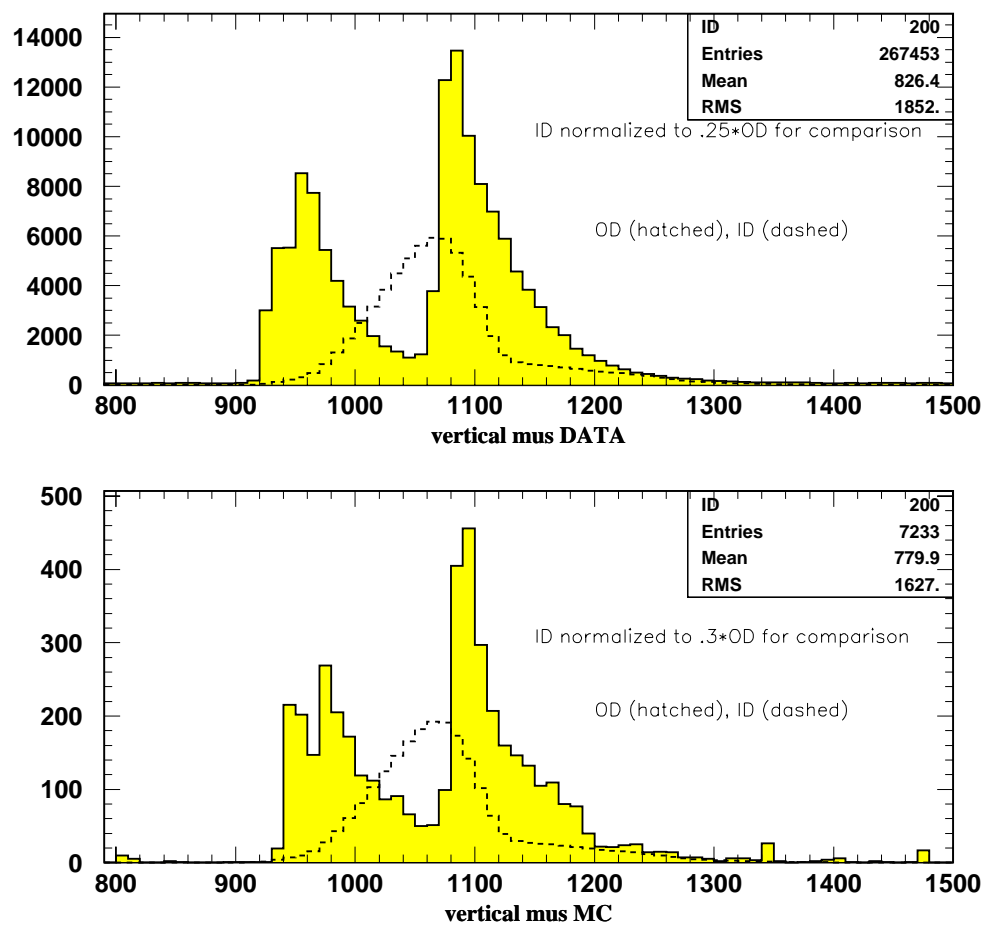 ID 200
Entries 267453
Mean 826.4
RMS 1852.
ID normalized to .25*OD for comparison
OD (hatched), ID (dashed)
14000
12000
10000
8000
6000
4000
2000
0
800 900 1000 1100 1200 1300 1400 1500
vertical mus DATA
ID 200
Entries 7233
Mean 779.9
RMS 1627.
ID normalized to .3*OD for comparison
OD (hatched), ID (dashed)
500
400
300
200
100
0
800 900 1000 1100 1200 1300 1400 1500
vertical mus MC